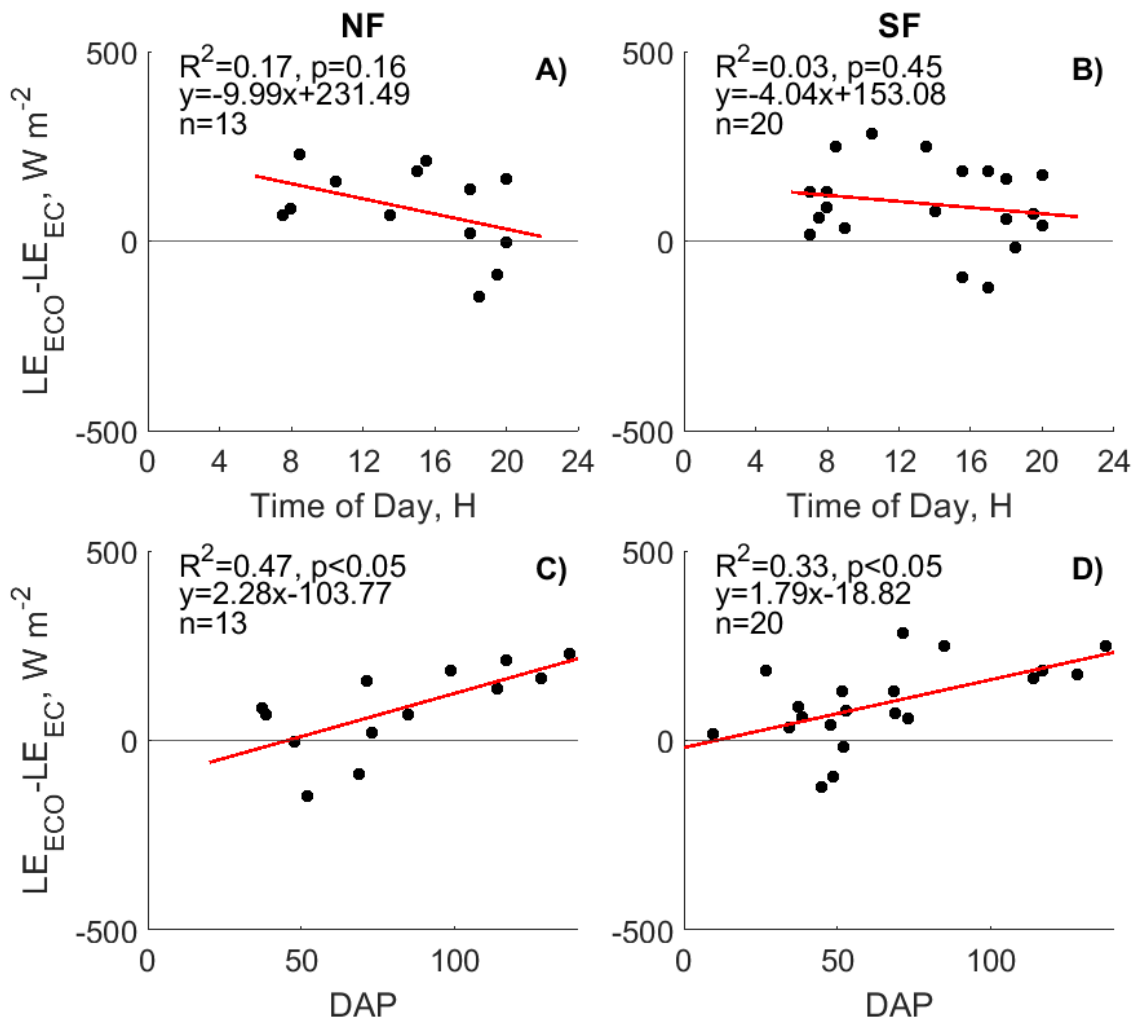 NF
R²=0.17, p=0.16
A)
y=-9.99x+231.49
n=13
500
0
-500
LE_ECO-LE_EC, W m⁻²
0 4 8 12 16 20 24
Time of Day, H
SF
R²=0.03, p=0.45
B)
y=-4.04x+153.08
n=20
500
0
-500
0 4 8 12 16 20 24
Time of Day, H
R²=0.47, p<0.05
C)
y=2.28x-103.77
n=13
500
0
-500
LE_ECO-LE_EC, W m⁻²
0 50 100
DAP
R²=0.33, p<0.05
D)
y=1.79x-18.82
n=20
500
0
-500
0 50 100
DAP